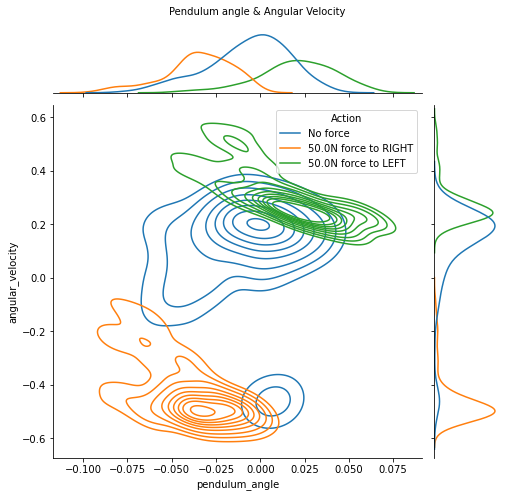 Pendulum angle & Angular Velocity
Action
No force
50.0N force to RIGHT
50.0N force to LEFT
0.6
0.4
0.2
0.0
−0.2
−0.4
−0.6
angular_velocity
−0.100
−0.075
−0.050
−0.025
0.000
0.025
0.050
0.075
pendulum_angle